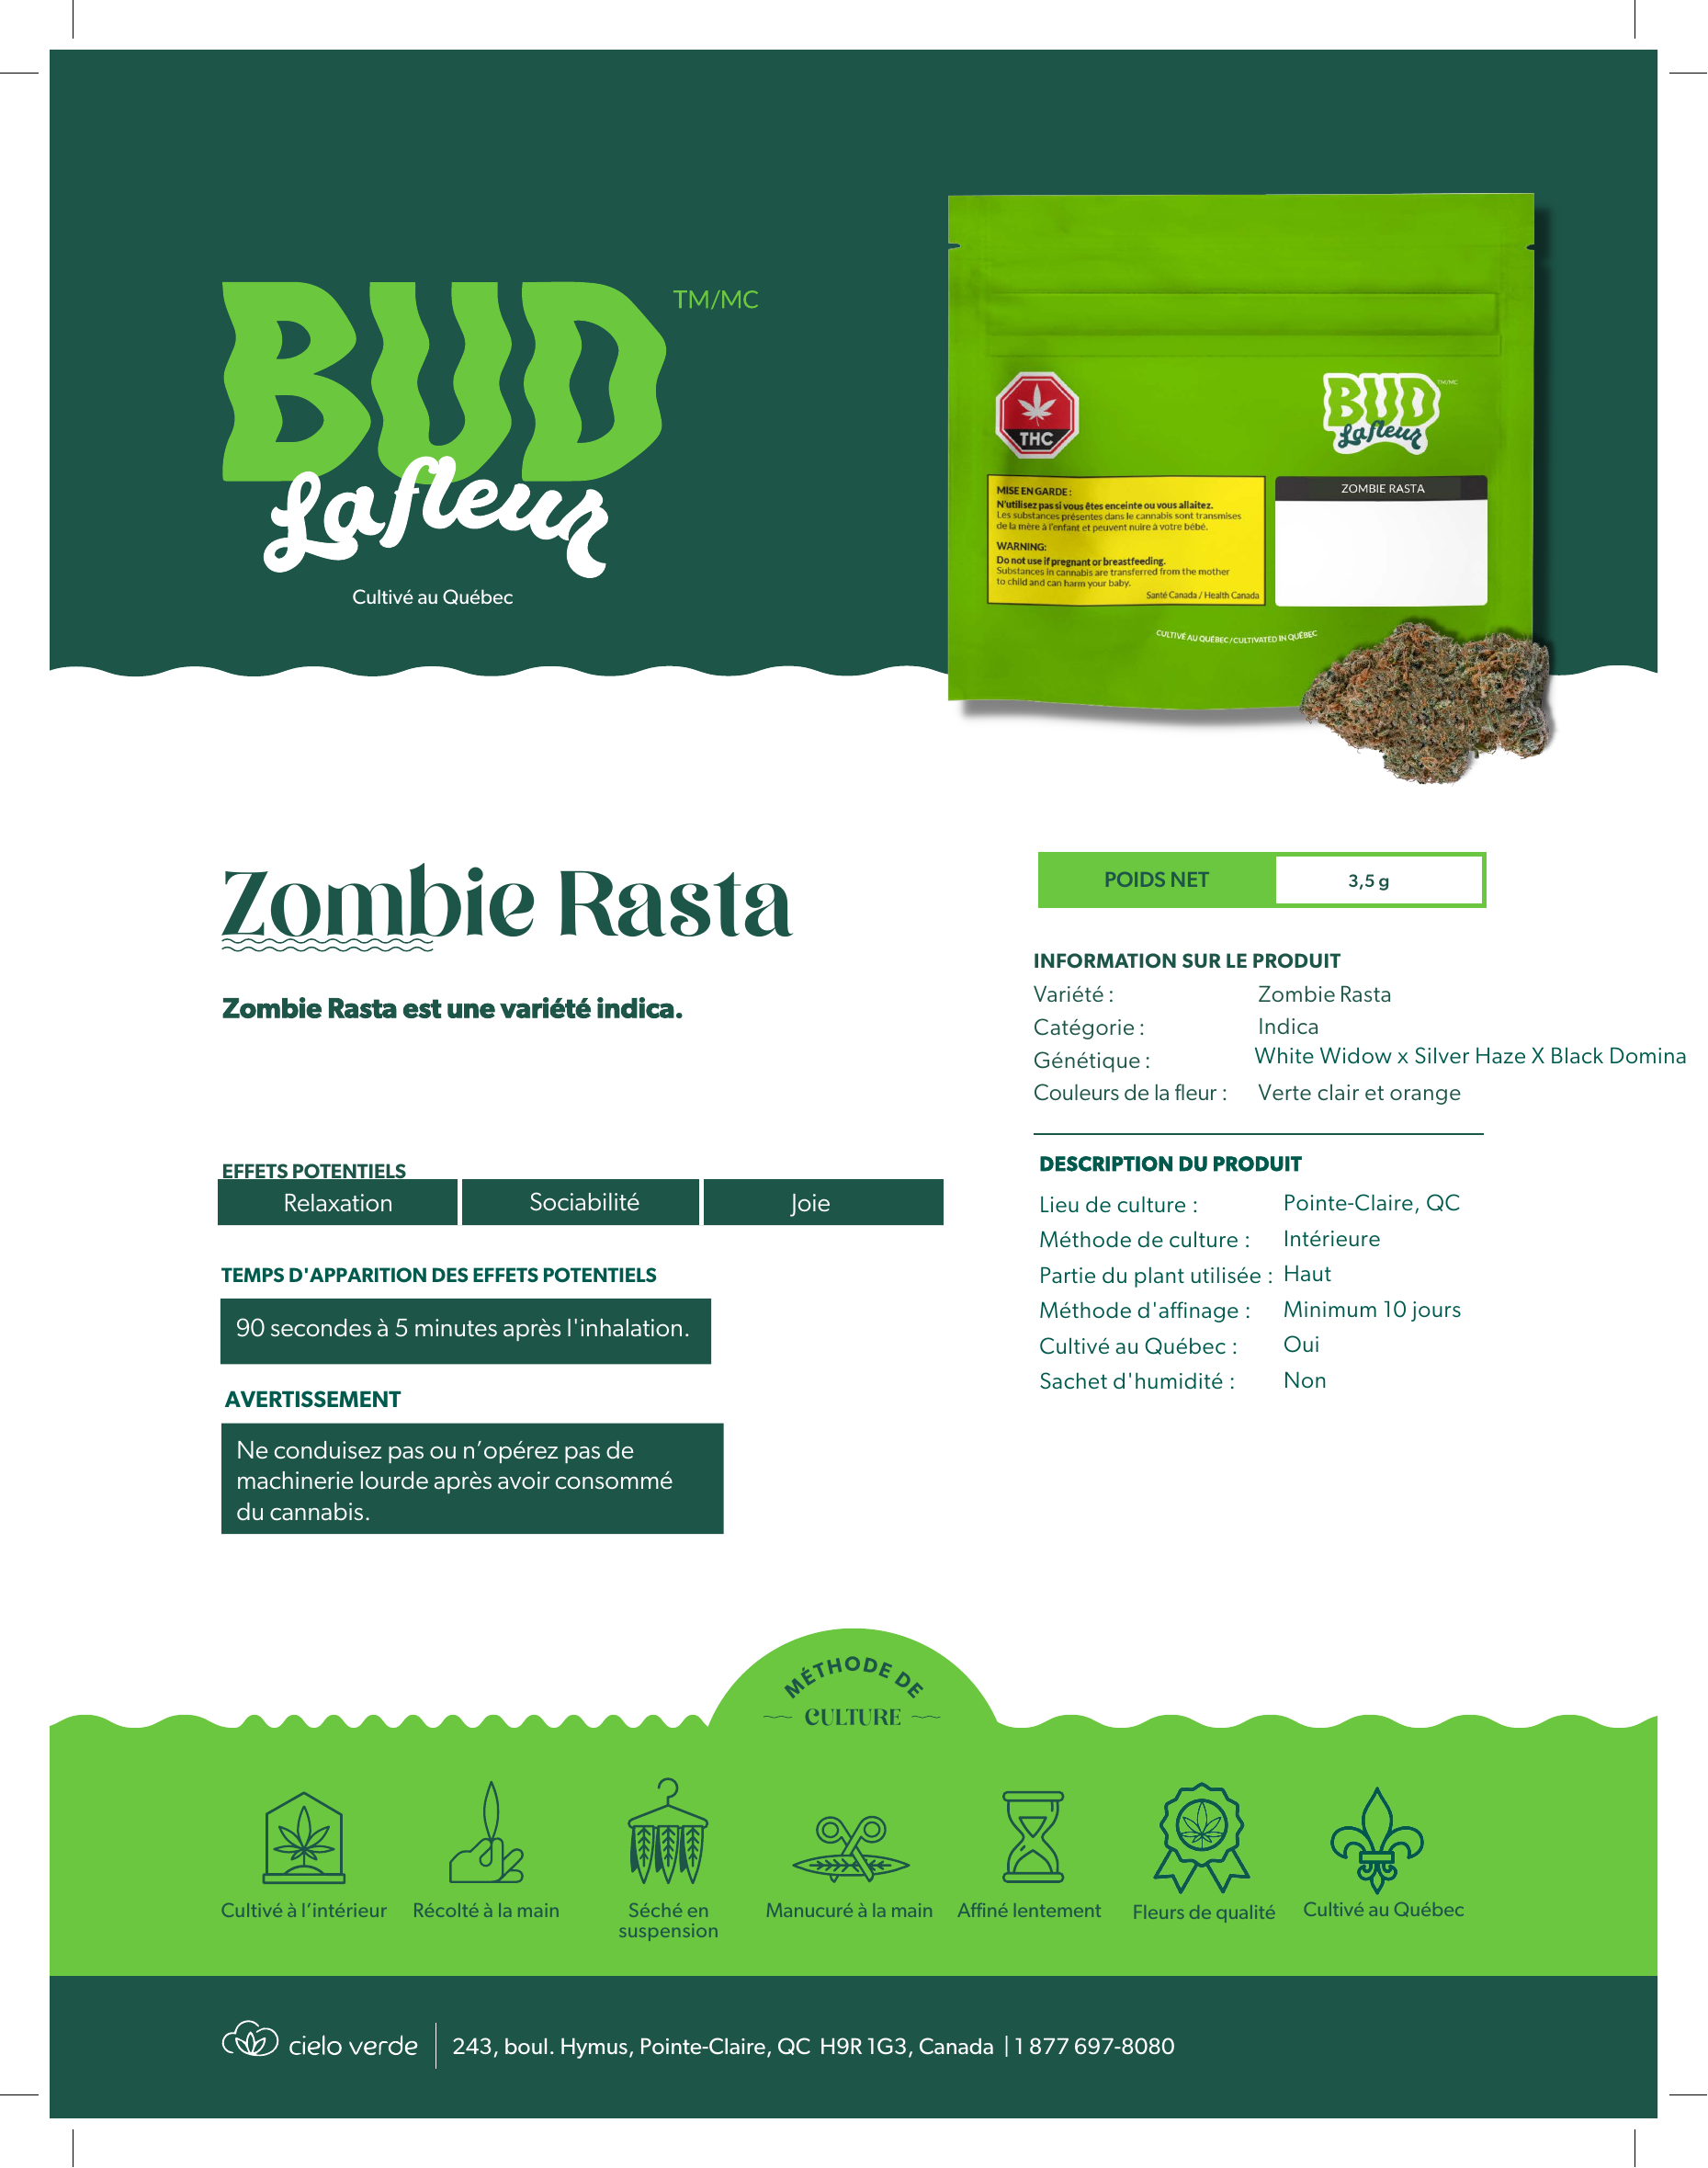 BUD
TM/MC
Lafleur
Cultivé au Québec
THC
BUD
TM/MC
Lafleur
MISE EN GARDE :
N'utilisez pas si vous êtes enceinte ou vous allaitez.
Les substances présentes dans le cannabis sont transmises
de la mère à l'enfant et peuvent nuire à votre bébé.
WARNING:
Do not use if pregnant or breastfeeding.
Substances in cannabis are transferred from the mother
to child and can harm your baby.
Santé Canada / Health Canada
ZOMBIE RASTA
CULTIVÉ AU QUÉBEC / CULTIVATED IN QUÉBEC
Zombie Rasta
Zombie Rasta est une variété indica.
EFFETS POTENTIELS
Relaxation Sociabilité Joie
TEMPS D'APPARITION DES EFFETS POTENTIELS
90 secondes à 5 minutes après l'inhalation.
AVERTISSEMENT
Ne conduisez pas ou n’opérez pas de
machinerie lourde après avoir consommé
du cannabis.
POIDS NET 3,5 g
INFORMATION SUR LE PRODUIT
Variété : Zombie Rasta
Catégorie : Indica
Génétique : White Widow x Silver Haze X Black Domina
Couleurs de la fleur : Verte clair et orange
DESCRIPTION DU PRODUIT
Lieu de culture : Pointe-Claire, QC
Méthode de culture : Intérieure
Partie du plant utilisée : Haut
Méthode d'affinage : Minimum 10 jours
Cultivé au Québec : Oui
Sachet d'humidité : Non
MÉTHODE DE
CULTURE
Cultivé à l’intérieur
Récolté à la main
Séché en
suspension
Manucuré à la main
Affiné lentement
Fleurs de qualité
Cultivé au Québec
cielo verde | 243, boul. Hymus, Pointe-Claire, QC H9R 1G3, Canada | 1 877 697-8080